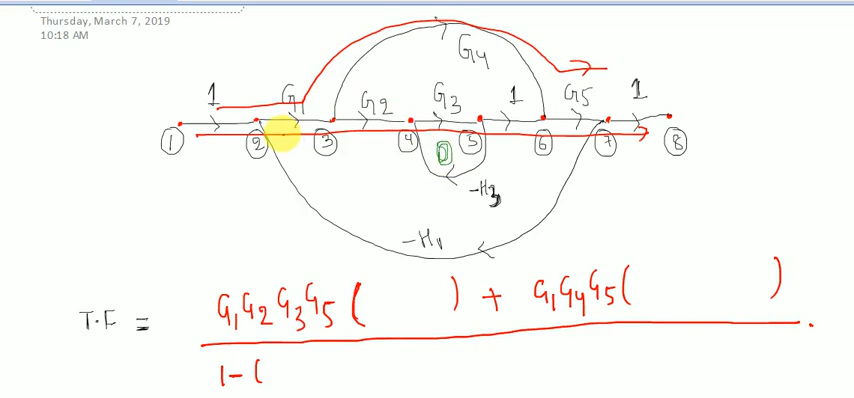 Thursday, March 7, 2019
10:18 AM
G4
1 G1 G2 G3 1 G5 1
1 2 3 4 5 6 7 8
-H3
-H1
T.F = G1G2G3G5( ) + G1G4G5( )
1-(